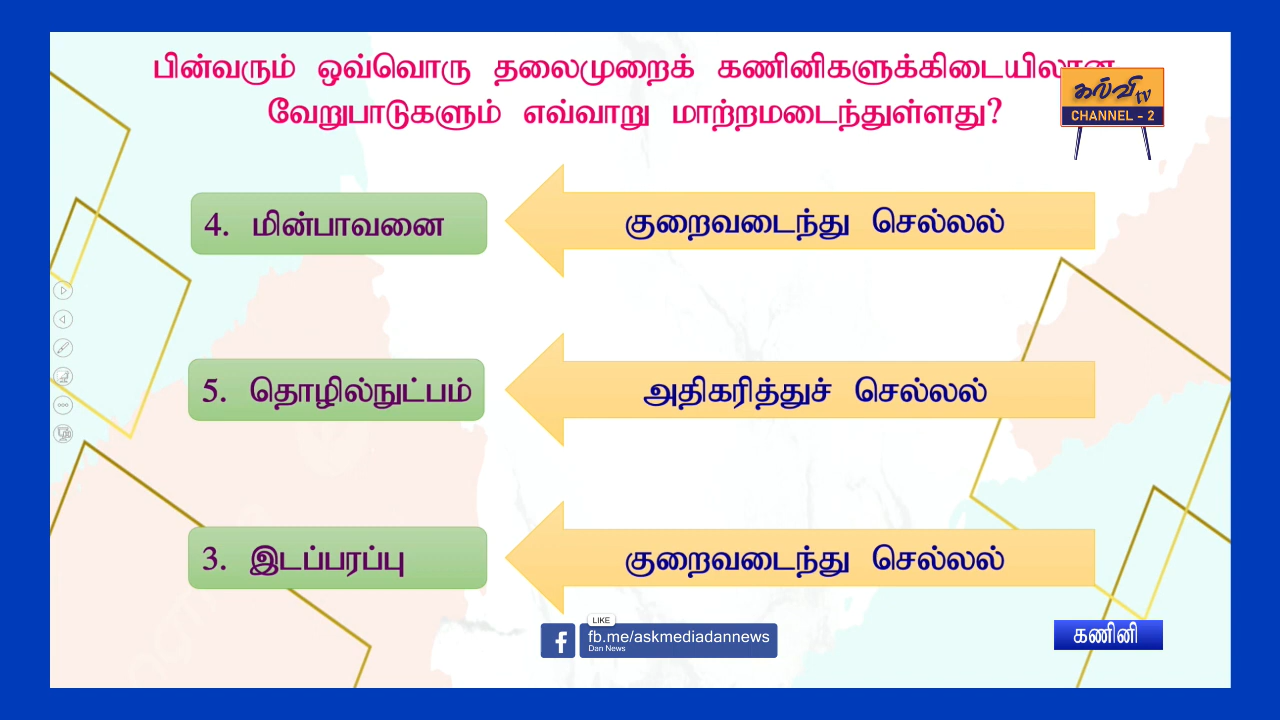 பின்வரும் ஒவ்வொரு தலைமுறைக் கணினிகளுக்கிடையிலான
வேறுபாடுகளும் எவ்வாறு மாற்றமடைந்துள்ளது?
கல்வி tv
CHANNEL - 2
4. மின்பாவனை
குறைவடைந்து செல்லல்
5. தொழில்நுட்பம்
அதிகரித்துச் செல்லல்
3. இடப்பரப்பு
குறைவடைந்து செல்லல்
LIKE
fb.me/askmediadannews
Dan News
கணினி